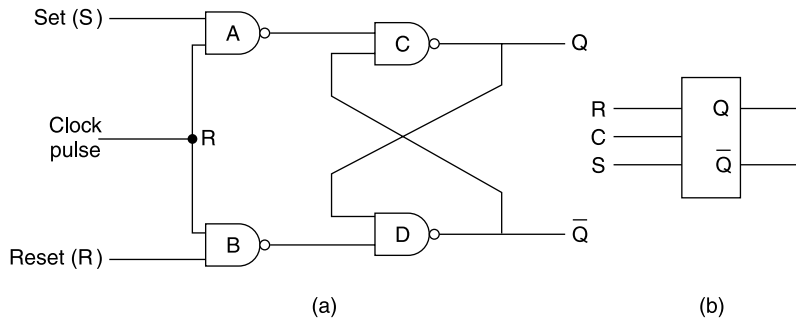 Set (S)
A
C
Q
Clock
pulse
R
B
D
Q̅
Reset (R)
(a)
R
C
S
Q
Q̅
(b)